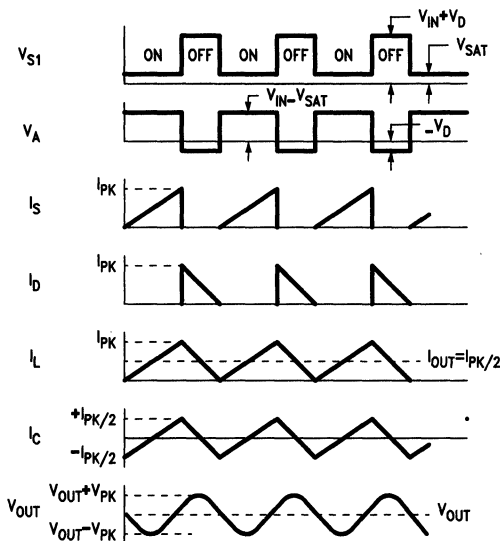 V_IN+V_D
V_S1 ON OFF ON OFF ON OFF V_SAT
V_IN–V_SAT
V_A –V_D
I_PK
I_S
I_PK
I_D
I_PK
I_L I_OUT=I_PK/2
+I_PK/2
I_C
–I_PK/2
V_OUT+V_PK
V_OUT V_OUT
V_OUT–V_PK